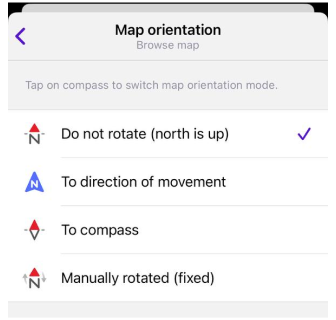 Map orientation
Browse map
Tap on compass to switch map orientation mode.
N
Do not rotate (north is up)
N
To direction of movement
To compass
N
Manually rotated (fixed)